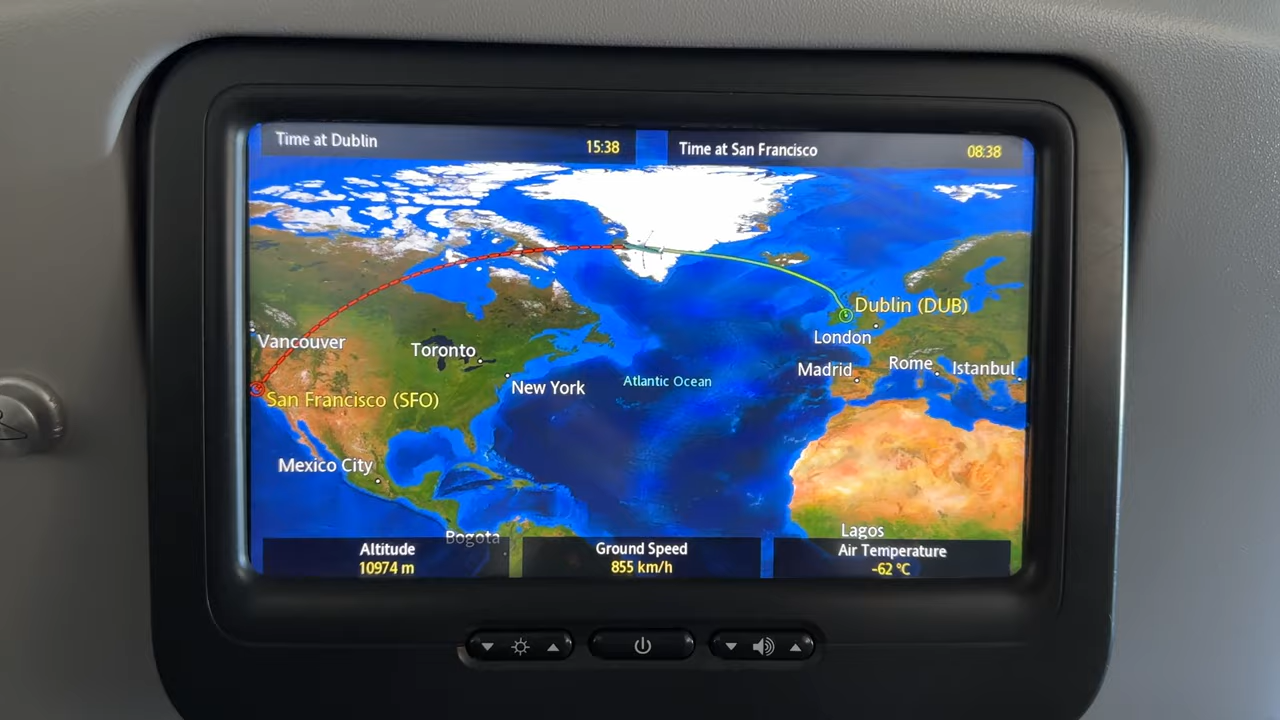 Time at Dublin 15:38
Time at San Francisco 08:38
Dublin (DUB)
London
Vancouver
Toronto
Madrid
Rome
Istanbul
New York
Atlantic Ocean
San Francisco (SFO)
Mexico City
Bogota
Lagos
Altitude
10974 m
Ground Speed
855 km/h
Air Temperature
-62 °C